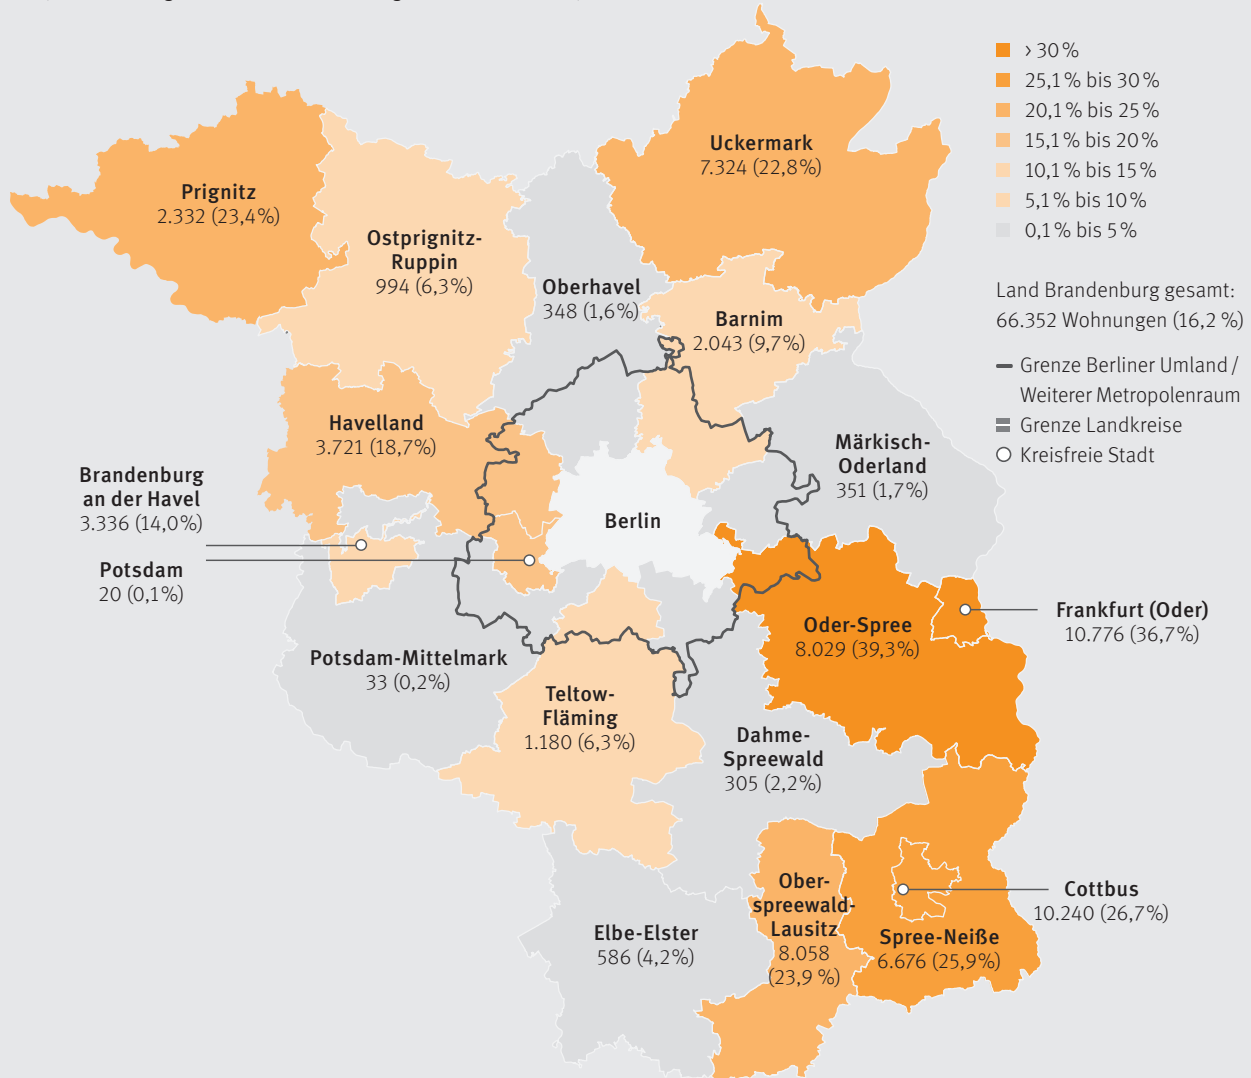 › 30 %
25,1 % bis 30 %
20,1 % bis 25 %
15,1 % bis 20 %
10,1 % bis 15 %
5,1 % bis 10 %
0,1 % bis 5 %
Land Brandenburg gesamt:
66.352 Wohnungen (16,2 %)
Grenze Berliner Umland /
Weiterer Metropolenraum
Grenze Landkreise
Kreisfreie Stadt
Uckermark
7.324 (22,8%)
Prignitz
2.332 (23,4%)
Ostprignitz-
Ruppin
994 (6,3%)
Oberhavel
348 (1,6%)
Barnim
2.043 (9,7%)
Havelland
3.721 (18,7%)
Märkisch-
Oderland
351 (1,7%)
Brandenburg
an der Havel
3.336 (14,0%)
Berlin
Potsdam
20 (0,1%)
Frankfurt (Oder)
10.776 (36,7%)
Oder-Spree
8.029 (39,3%)
Potsdam-Mittelmark
33 (0,2%)
Teltow-
Fläming
1.180 (6,3%)
Dahme-
Spreewald
305 (2,2%)
Ober-
spreewald-
Lausitz
8.058
(23,9 %)
Cottbus
10.240 (26,7%)
Elbe-Elster
586 (4,2%)
Spree-Neiße
6.676 (25,9%)